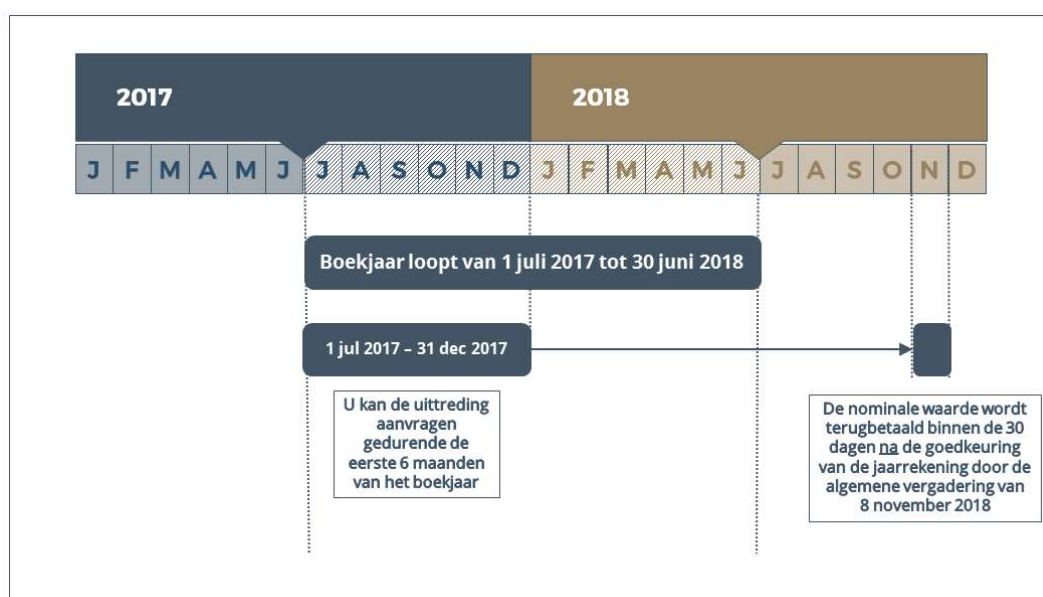 2017 2018
J F M A M J J A S O N D J F M A M J J A S O N D
Boekjaar loopt van 1 juli 2017 tot 30 juni 2018
1 jul 2017 – 31 dec 2017
U kan de uittreding
aanvragen
gedurende de
eerste 6 maanden
van het boekjaar
De nominale waarde wordt
terugbetaald binnen de 30
dagen na de goedkeuring
van de jaarrekening door de
algemene vergadering van
8 november 2018